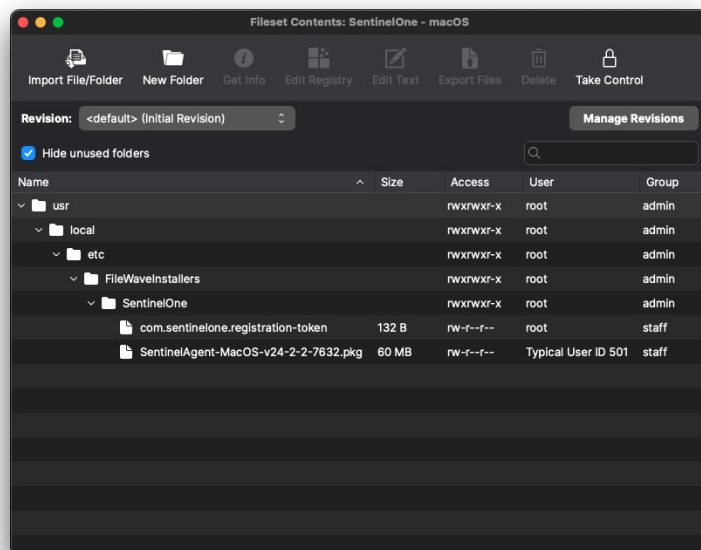 Fileset Contents: SentinelOne - macOS
Import File/Folder New Folder Get Info Edit Registry Edit Text Export Files Delete Take Control
Revision: <default> (Initial Revision) Manage Revisions
Hide unused folders
Name Size Access User Group
usr rwxrwxr-x root admin
local rwxrwxr-x root admin
etc rwxrwxr-x root admin
FileWaveInstallers rwxrwxr-x root admin
SentinelOne rwxrwxr-x root admin
com.sentinelone.registration-token 132 B rw-r--r-- root staff
SentinelAgent-MacOS-v24-2-2-7632.pkg 60 MB rw-r--r-- Typical User ID 501 staff